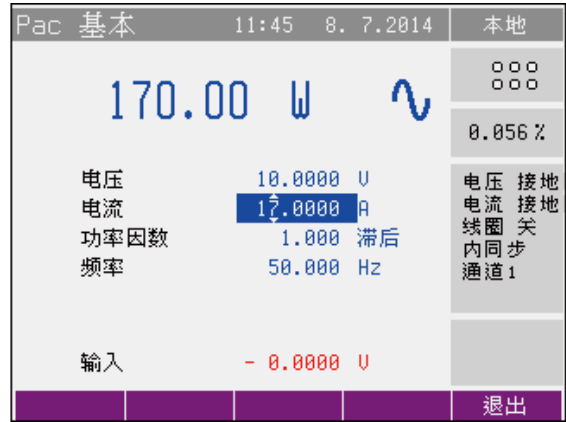 Pac 基本 11:45 8. 7.2014 本地
170.00 W
0.056 %
电压 10.0000 V
电流 17.0000 A
功率因数 1.000 滞后
频率 50.000 Hz
电压 接地
电流 接地
线圈 关
内同步
通道1
输入 - 0.0000 V
退出